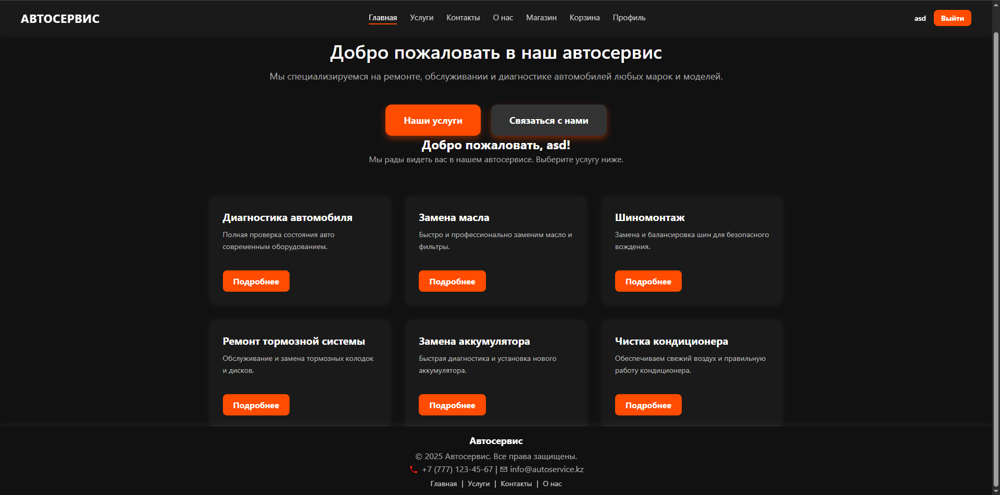 АВТОСЕРВИС
Главная Услуги Контакты О нас Магазин Корзина Профиль
asd Выйти
Добро пожаловать в наш автосервис
Мы специализируемся на ремонте, обслуживании и диагностике автомобилей любых марок и моделей.
Наши услуги Связаться с нами
Добро пожаловать, asd!
Мы рады видеть вас в нашем автосервисе. Выберите услугу ниже.
Диагностика автомобиля
Полная проверка состояния авто
современным оборудованием.
Подробнее
Замена масла
Быстро и профессионально заменим масло и
фильтры.
Подробнее
Шиномонтаж
Замена и балансировка шин для безопасного
вождения.
Подробнее
Ремонт тормозной системы
Обслуживание и замена тормозных колодок
и дисков.
Подробнее
Замена аккумулятора
Быстрая диагностика и установка нового
аккумулятора.
Подробнее
Чистка кондиционера
Обеспечиваем свежий воздух и правильную
работу кондиционера.
Подробнее
Автосервис
© 2025 Автосервис. Все права защищены.
📞 +7 (777) 123-45-67 | ✉ info@autoservice.kz
Главная | Услуги | Контакты | О нас